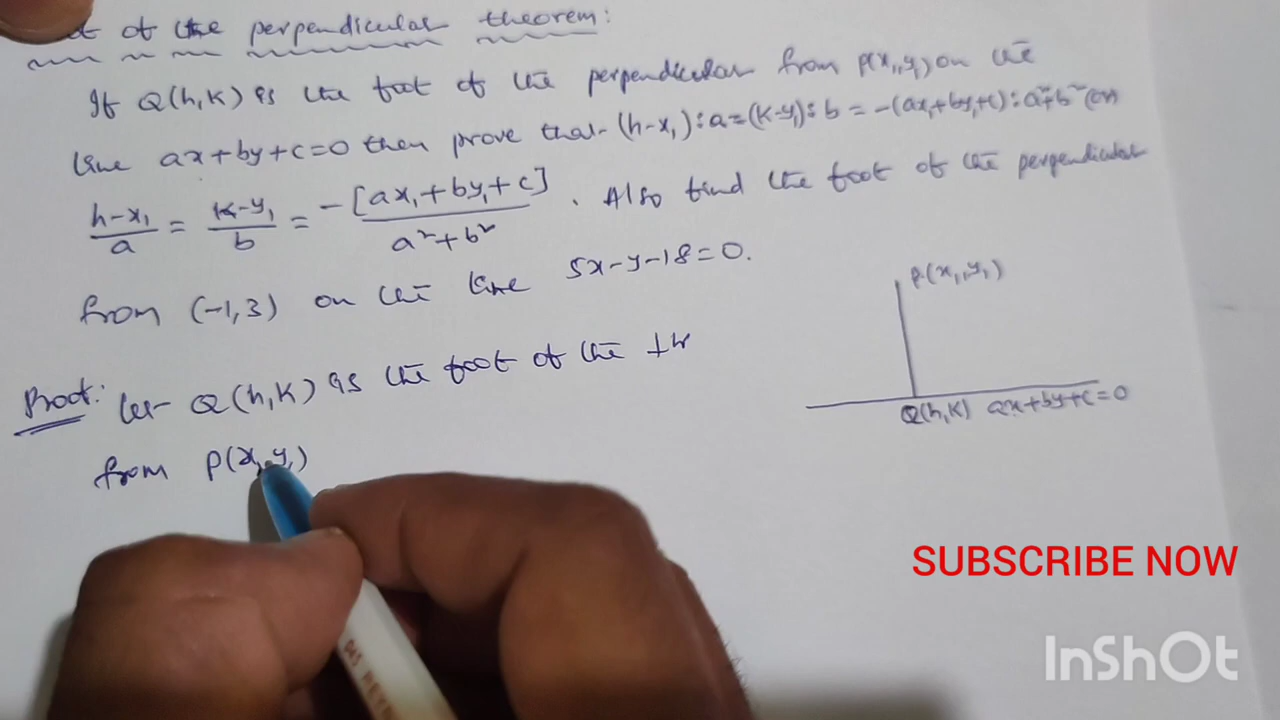 of the perpendicular theorem:
If Q(h,k) is the foot of the perpendicular from P(x₁,y₁) on the
line ax+by+c=0 then prove that (h-x₁):a=(k-y₁):b=-(ax₁+by₁+c):a²+b² (or)
h-x₁/a = k-y₁/b = -[ax₁+by₁+c]/a²+b². Also find the foot of the perpendicular
from (-1,3) on the line 5x-y-18=0.
P(x₁,y₁)
Q(h,k) ax+by+c=0
Proof: let Q(h,k) is the foot of the ⊥r
from P(x₁,y₁)
SUBSCRIBE NOW
InShOt